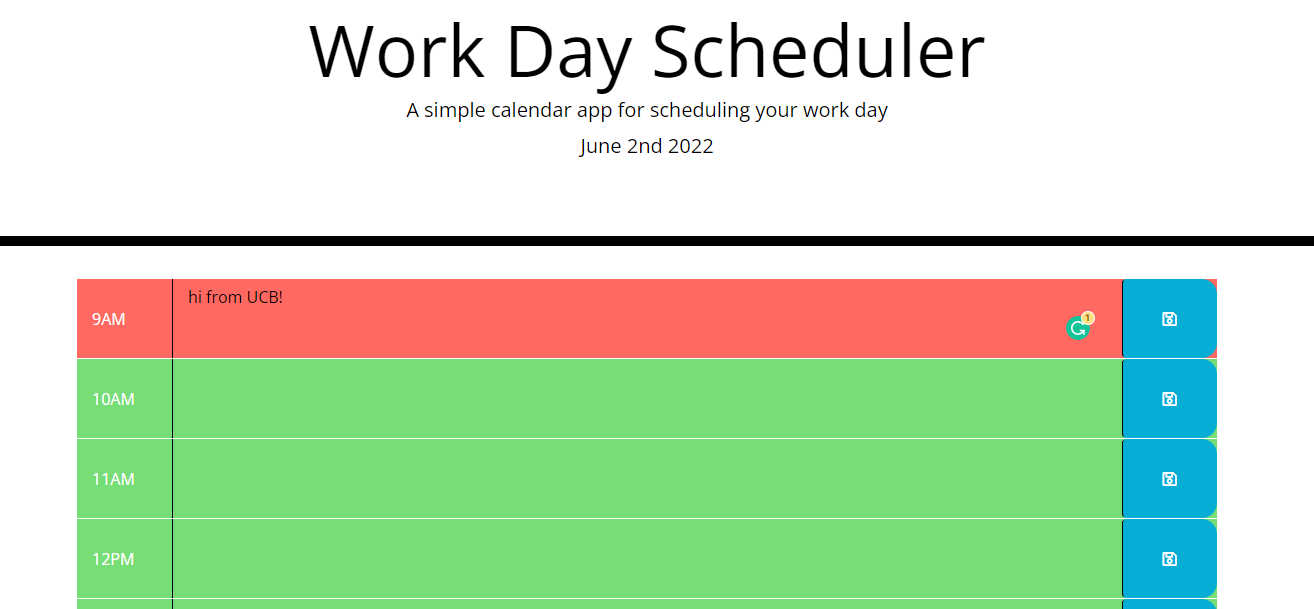 Work Day Scheduler
A simple calendar app for scheduling your work day
June 2nd 2022
9AM
hi from UCB!
1
10AM
11AM
12PM